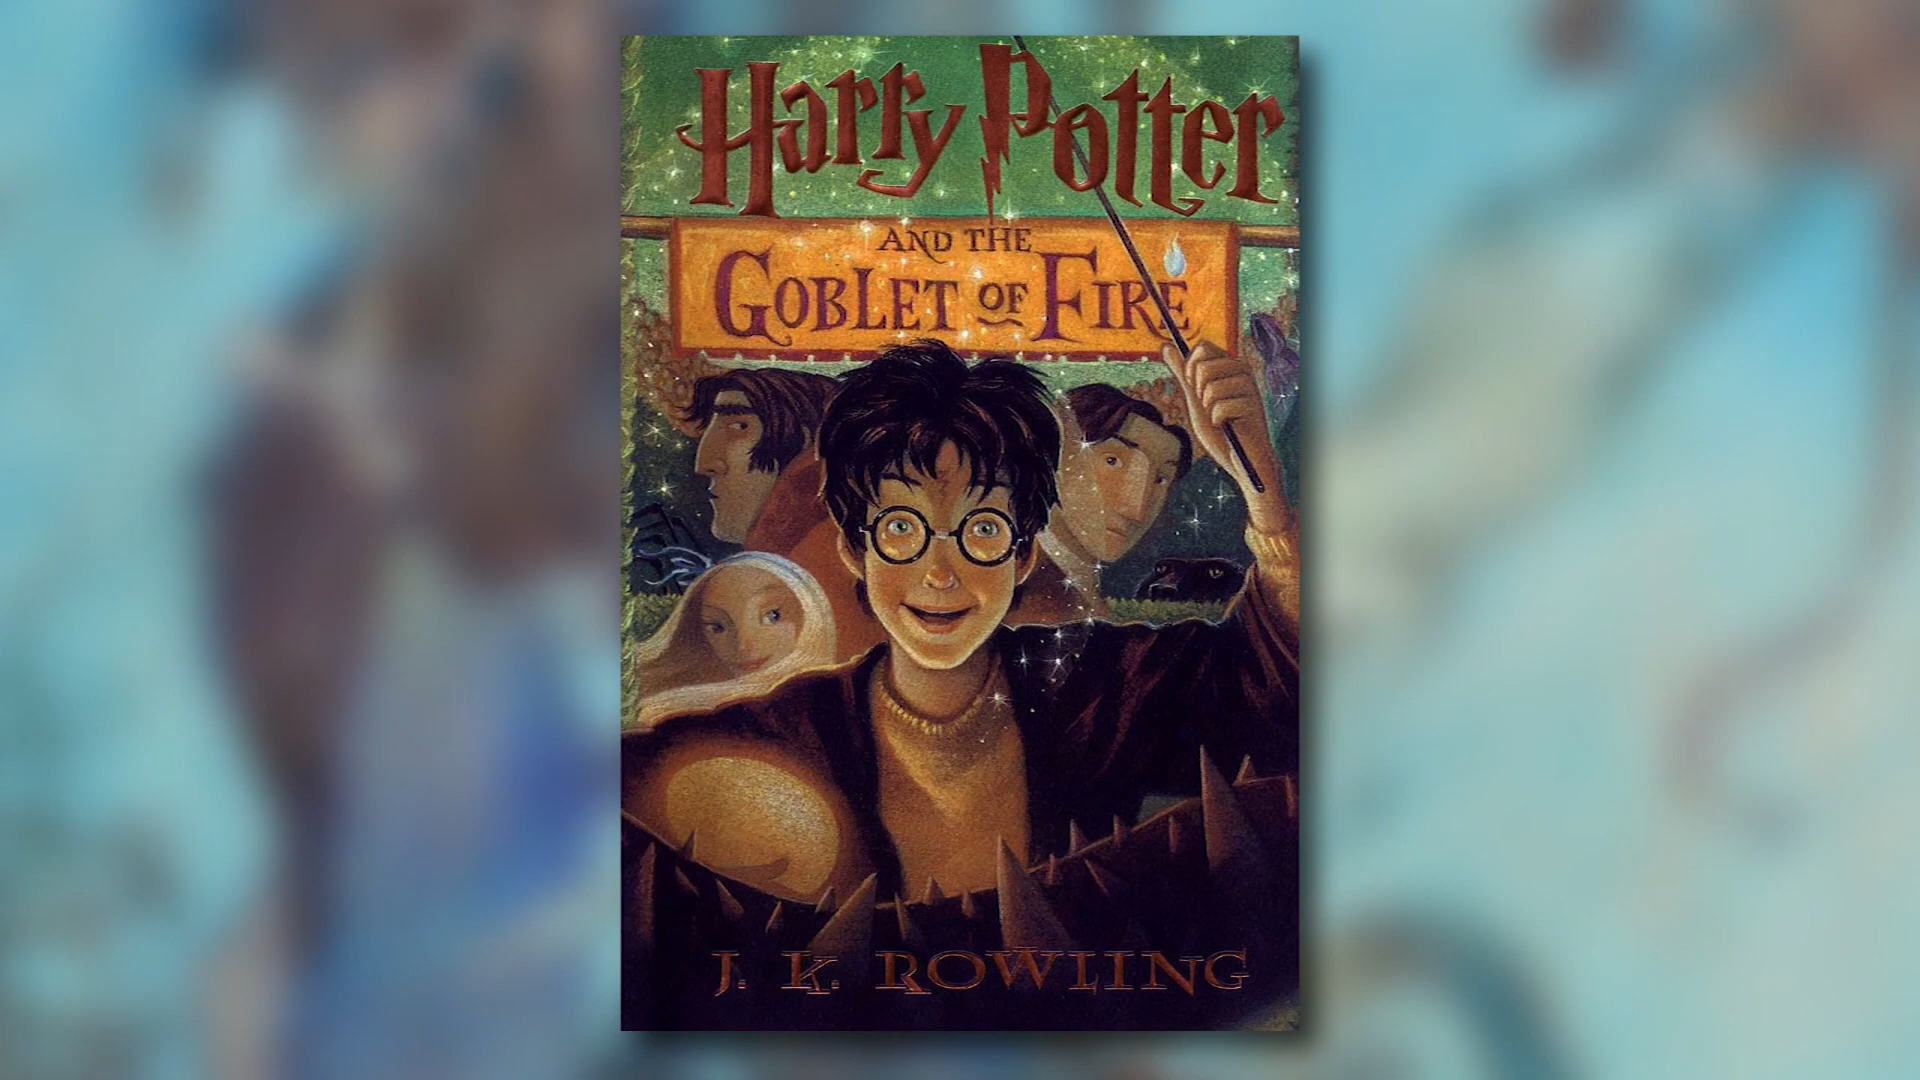 Harry Potter
AND THE
GOBLET OF FIRE
J. K. ROWLING